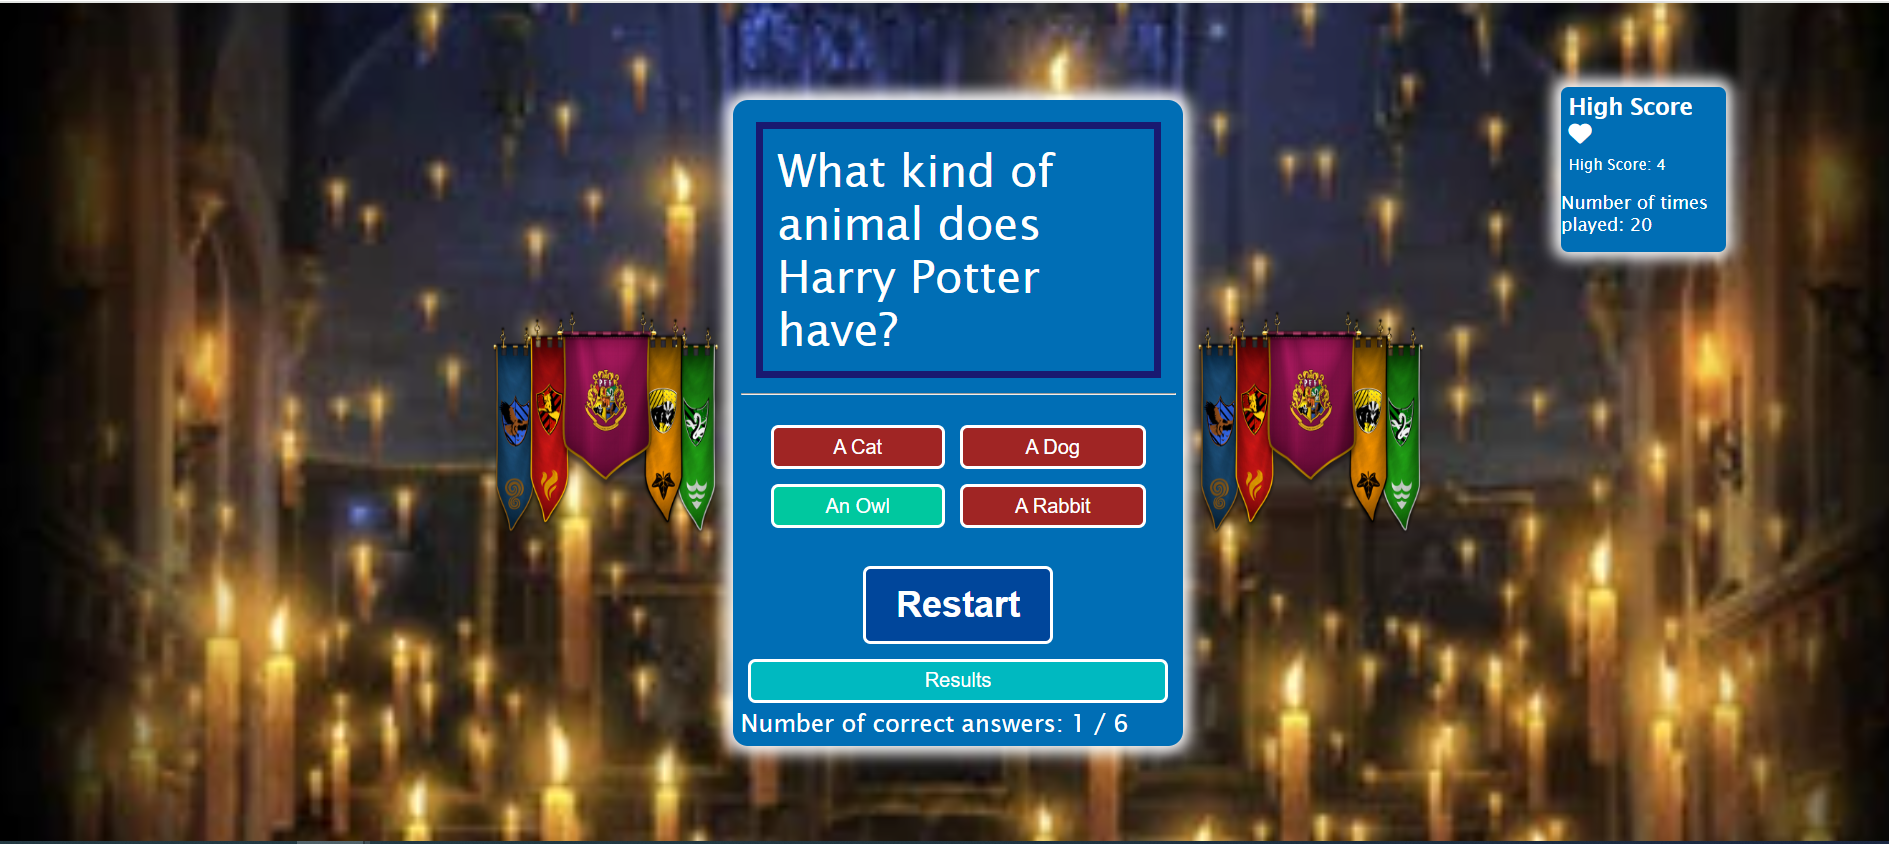 What kind of
animal does
Harry Potter
have?
A Cat
A Dog
An Owl
A Rabbit
Restart
Results
Number of correct answers: 1 / 6
High Score
High Score: 4
Number of times
played: 20